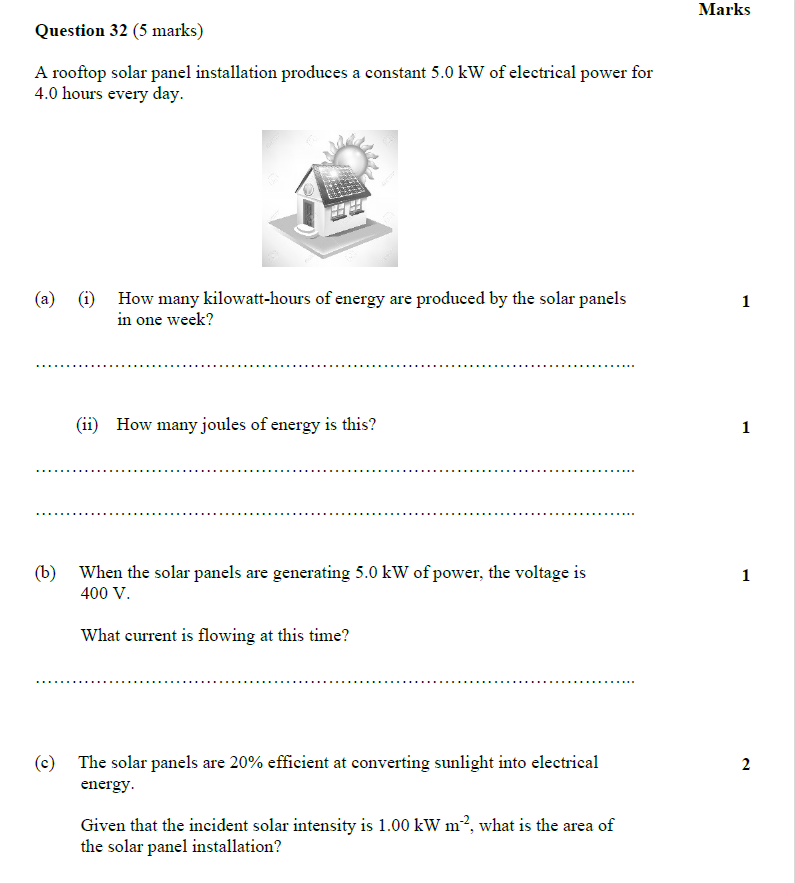 Marks
Question 32 (5 marks)
A rooftop solar panel installation produces a constant 5.0 kW of electrical power for
4.0 hours every day.
(a) (i) How many kilowatt-hours of energy are produced by the solar panels 1
in one week?
(ii) How many joules of energy is this? 1
(b) When the solar panels are generating 5.0 kW of power, the voltage is 1
400 V.
What current is flowing at this time?
(c) The solar panels are 20% efficient at converting sunlight into electrical 2
energy.
Given that the incident solar intensity is 1.00 kW m⁻², what is the area of
the solar panel installation?